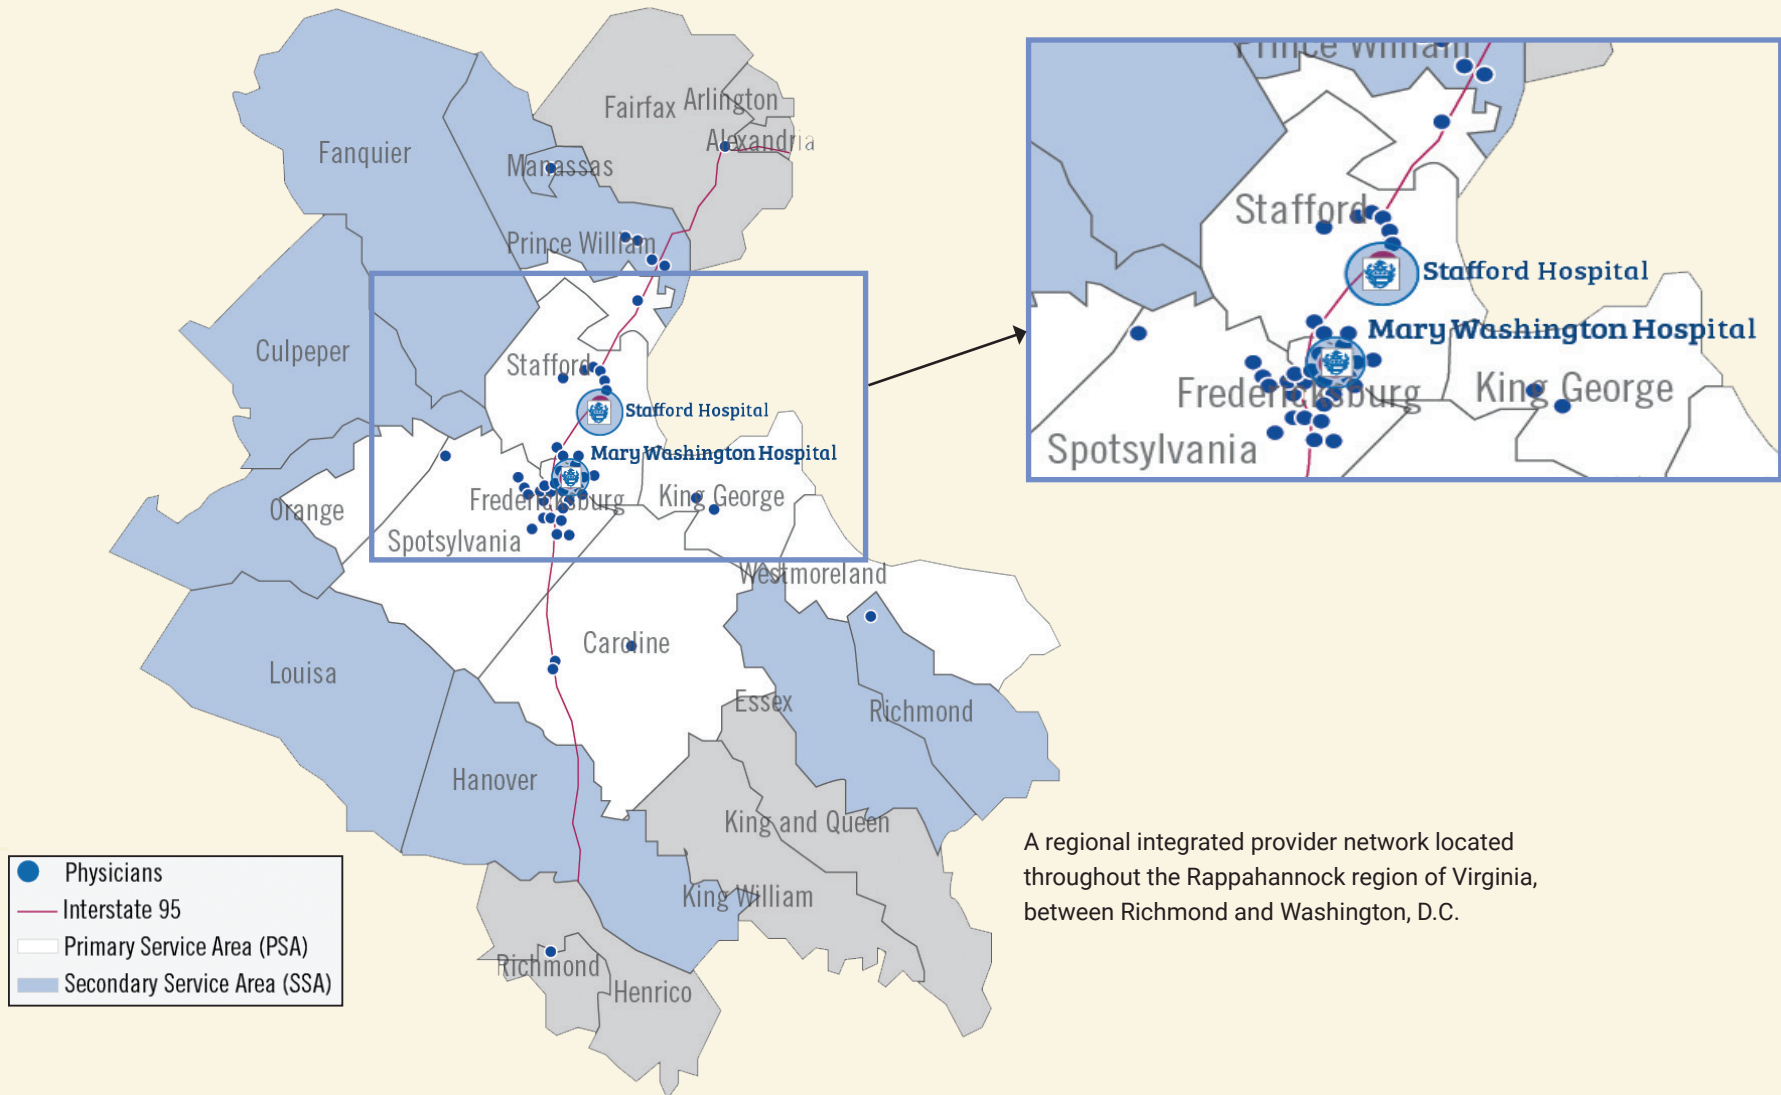 Fairfax
Arlington
Alexandria
Fanquier
Manassas
Prince William
Culpeper
Stafford
Stafford Hospital
Mary Washington Hospital
Fredericksburg
King George
Orange
Spotsylvania
Westmoreland
Caroline
Louisa
Essex
Richmond
Hanover
King and Queen
King William
Richmond
Henrico
Prince William
Stafford
Stafford Hospital
Mary Washington Hospital
Fredericksburg
King George
Spotsylvania
A regional integrated provider network located
throughout the Rappahannock region of Virginia,
between Richmond and Washington, D.C.
Physicians
Interstate 95
Primary Service Area (PSA)
Secondary Service Area (SSA)